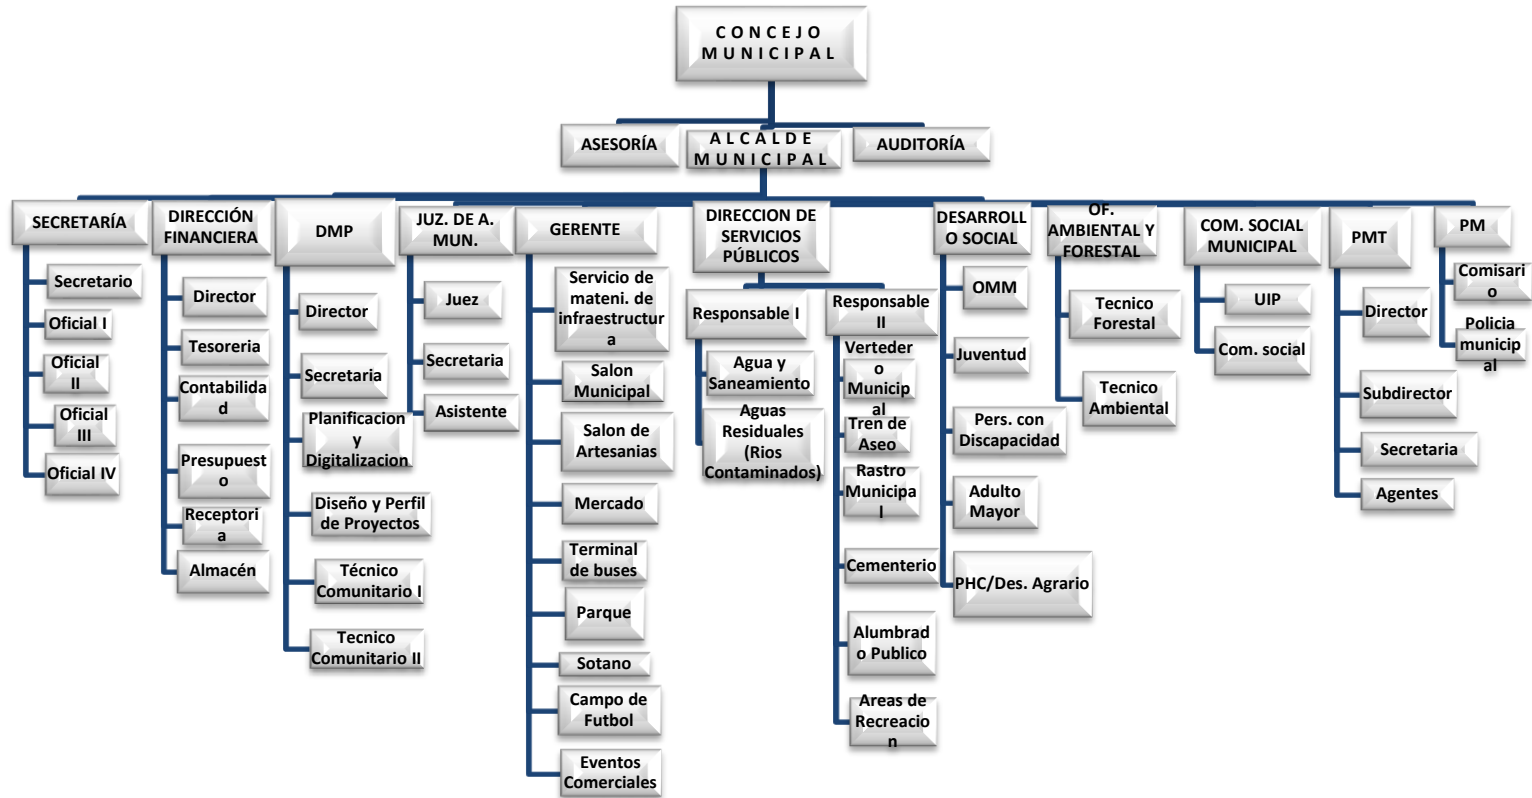 CONCEJO
MUNICIPAL
ASESORÍA
ALCALDE
MUNICIPAL
AUDITORÍA
SECRETARÍA
Secretario
Oficial I
Oficial
II
Oficial
III
Oficial IV
DIRECCIÓN
FINANCIERA
Director
Tesoreria
Contabilida
d
Presupuest
o
Receptori
a
Almacén
DMP
Director
Secretaria
Planificacion
y
Digitalizacion
Diseño y Perfil
de Proyectos
Técnico
Comunitario I
Tecnico
Comunitario II
JUZ. DE A.
MUN.
Juez
Secretaria
Asistente
GERENTE
Servicio de
mateni. de
infraestructur
a
Salon
Municipal
Salon de
Artesanias
Mercado
Terminal
de buses
Parque
Sotano
Campo de
Futbol
Eventos
Comerciales
DIRECCION DE
SERVICIOS
PÚBLICOS
Responsable I
Agua y
Saneamiento
Aguas
Residuales
(Rios
Contaminados)
Responsable
II
Verteder
o
Municip
al
Tren de
Aseo
Rastro
Municipa
l
Cementerio
Alumbrad
o Publico
Areas de
Recreacio
n
DESARROLL
O SOCIAL
OMM
Juventud
Pers. con
Discapacidad
Adulto
Mayor
PHC/Des. Agrario
OF.
AMBIENTAL Y
FORESTAL
Tecnico
Forestal
Tecnico
Ambiental
COM. SOCIAL
MUNICIPAL
UIP
Com. social
PMT
Director
Subdirector
Secretaria
Agentes
PM
Comisari
o
Policia
municip
al